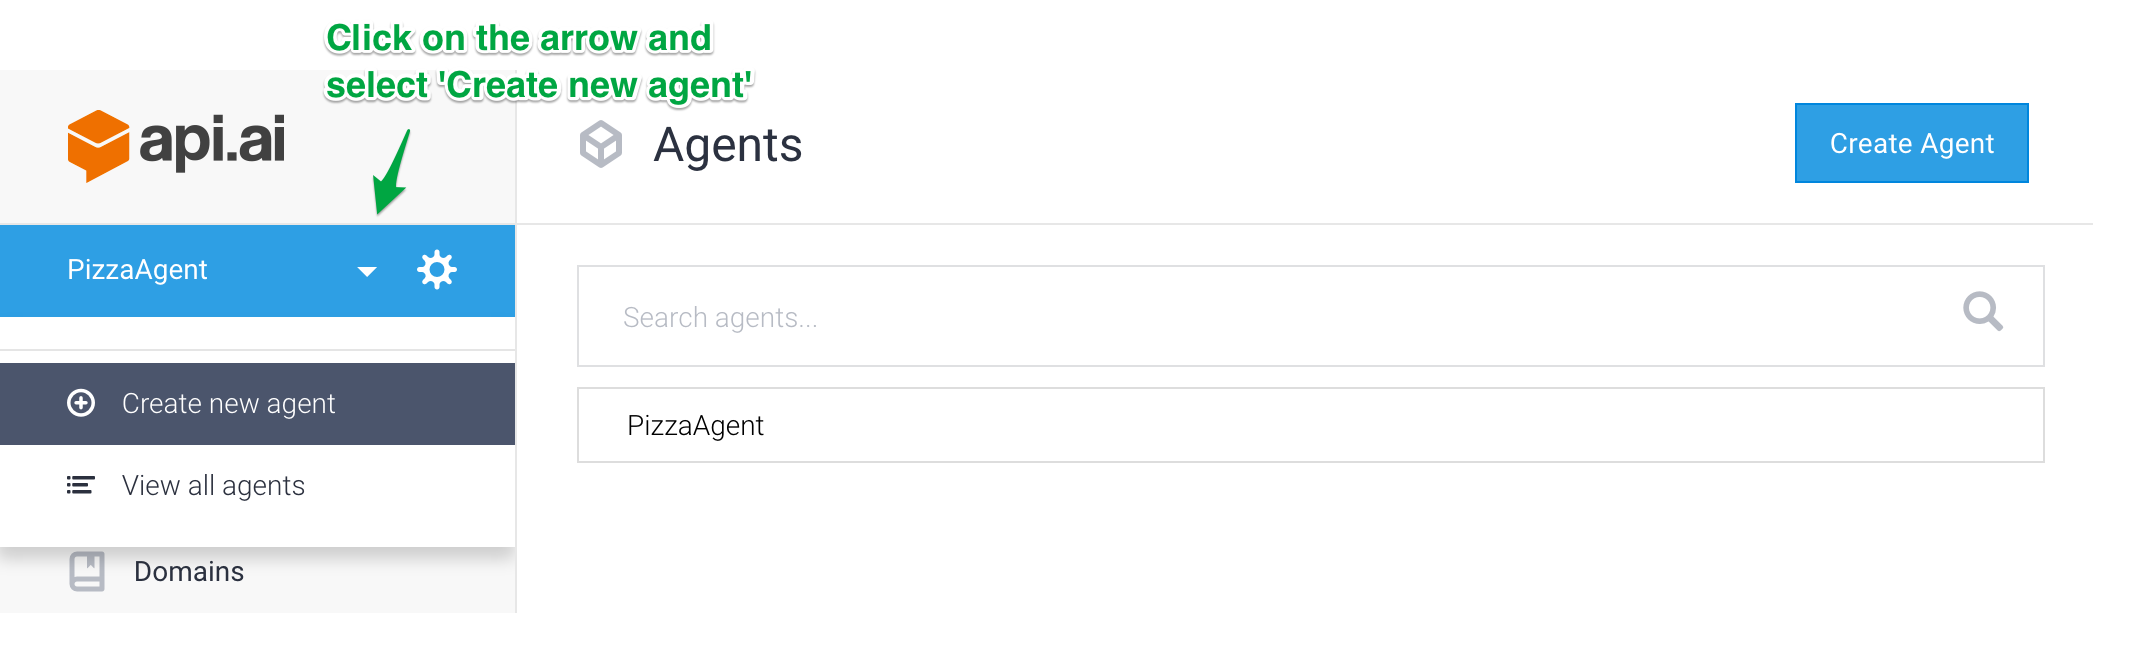 Click on the arrow and
select 'Create new agent'
api.ai
Agents
Create Agent
PizzaAgent
Search agents...
Create new agent
PizzaAgent
View all agents
Domains